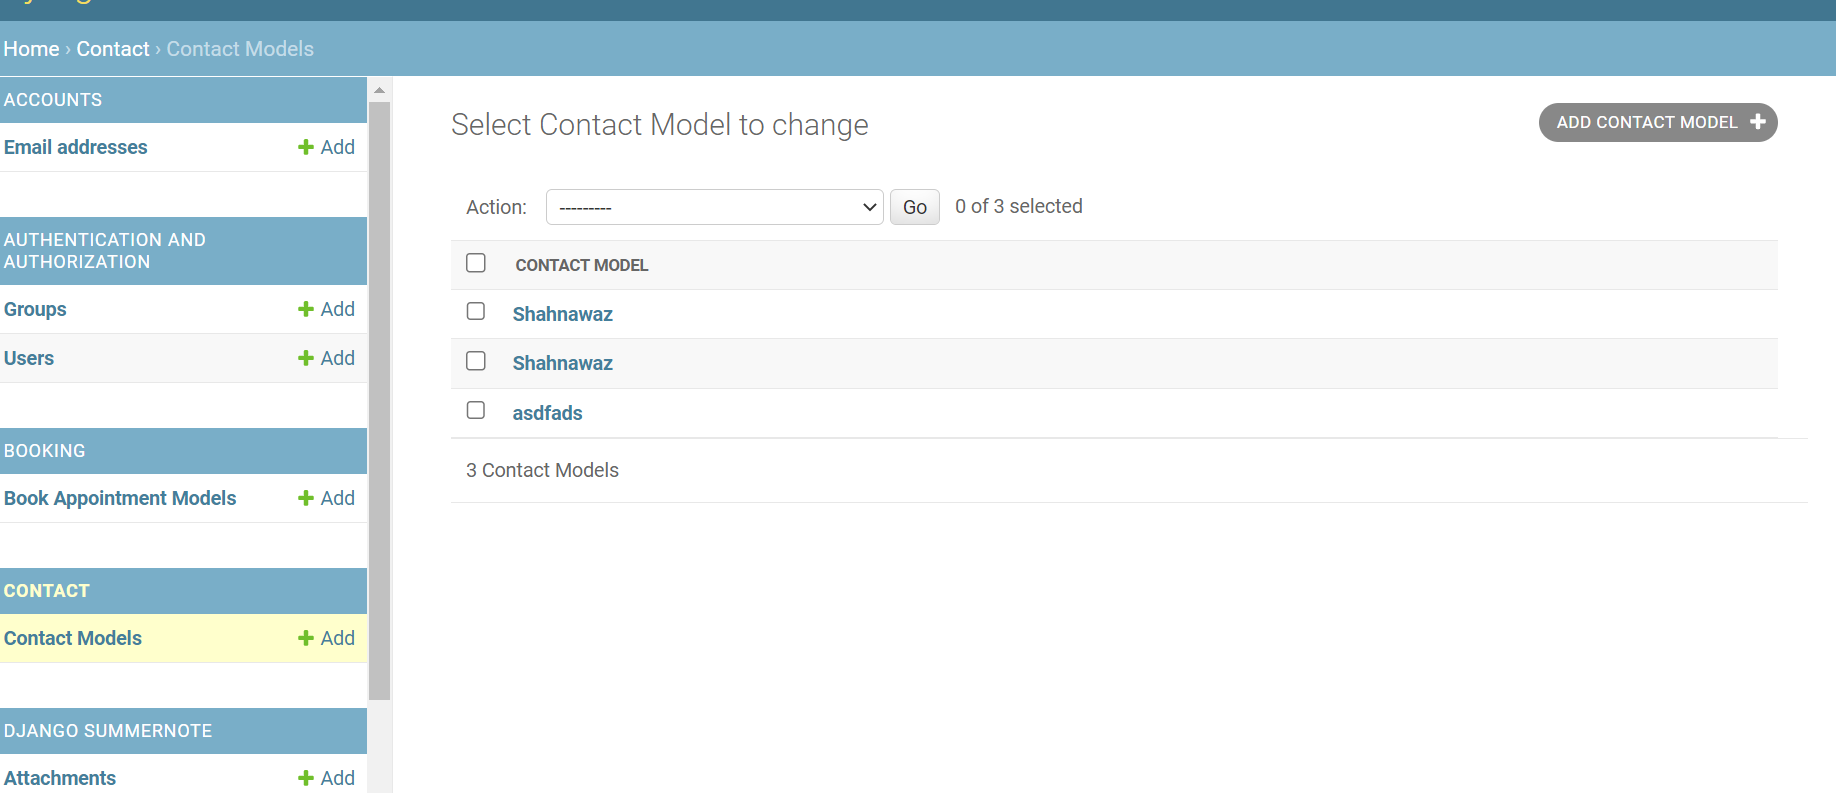 Home › Contact › Contact Models
ACCOUNTS
Email addresses
Add
AUTHENTICATION AND
AUTHORIZATION
Groups
Add
Users
Add
BOOKING
Book Appointment Models
Add
CONTACT
Contact Models
Add
DJANGO SUMMERNOTE
Attachments
Add
Select Contact Model to change
ADD CONTACT MODEL
Action:
---------
Go
0 of 3 selected
CONTACT MODEL
Shahnawaz
Shahnawaz
asdfads
3 Contact Models